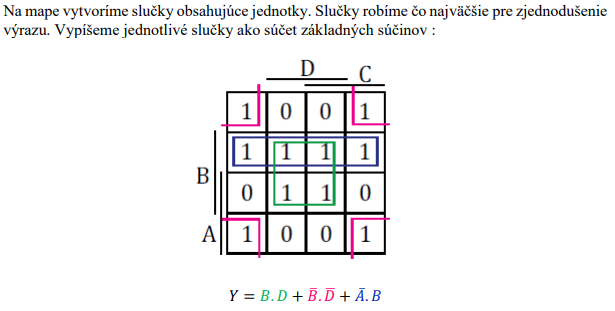 Na mape vytvoríme slučky obsahujúce jednotky. Slučky robíme čo najväčšie pre zjednodušenie
výrazu. Vypíšeme jednotlivé slučky ako súčet základných súčinov :
D C
1 0 0 1
1 1 1 1
B
0 1 1 0
A 1 0 0 1
Y = B.D + B̄.D̄ + Ā.B